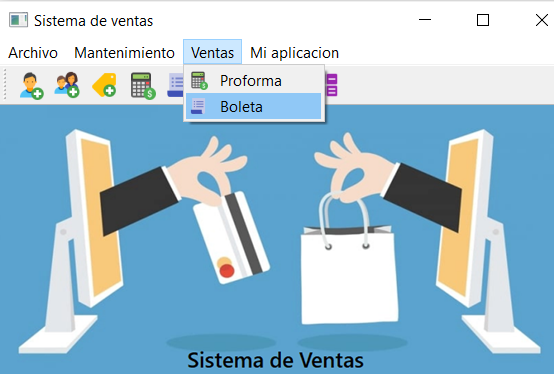 Sistema de ventas
Archivo Mantenimiento Ventas Mi aplicacion
Proforma
Boleta
Sistema de Ventas